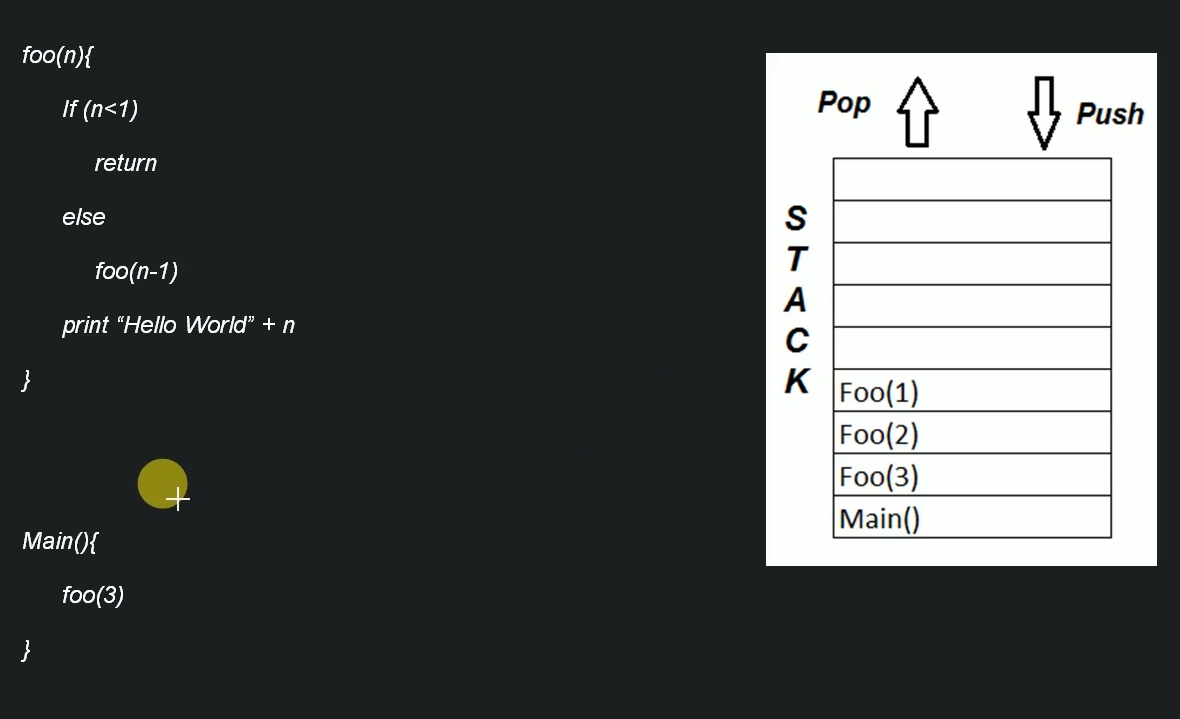 foo(n){
If (n<1)
return
else
foo(n-1)
print “Hello World” + n
}
Main(){
foo(3)
}
Pop
Push
S
T
A
C
K
Foo(1)
Foo(2)
Foo(3)
Main()